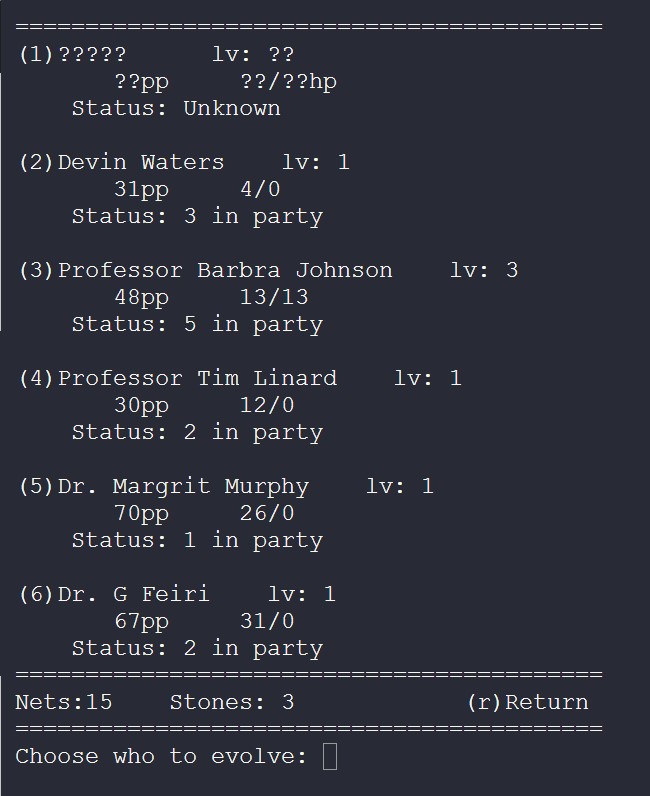 ==========================================
(1)?????      lv: ??
       ??pp     ??/??hp
    Status: Unknown
(2)Devin Waters    lv: 1
       31pp     4/0
    Status: 3 in party
(3)Professor Barbra Johnson    lv: 3
       48pp     13/13
    Status: 5 in party
(4)Professor Tim Linard    lv: 1
       30pp     12/0
    Status: 2 in party
(5)Dr. Margrit Murphy    lv: 1
       70pp     26/0
    Status: 1 in party
(6)Dr. G Feiri    lv: 1
       67pp     31/0
    Status: 2 in party
==========================================
Nets:15    Stones: 3            (r)Return
==========================================
Choose who to evolve: